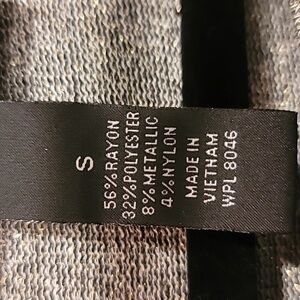 S
56% RAYON
32% POLYESTER
8% METALLIC
4% NYLON
MADE IN
VIETNAM
WPL 8046